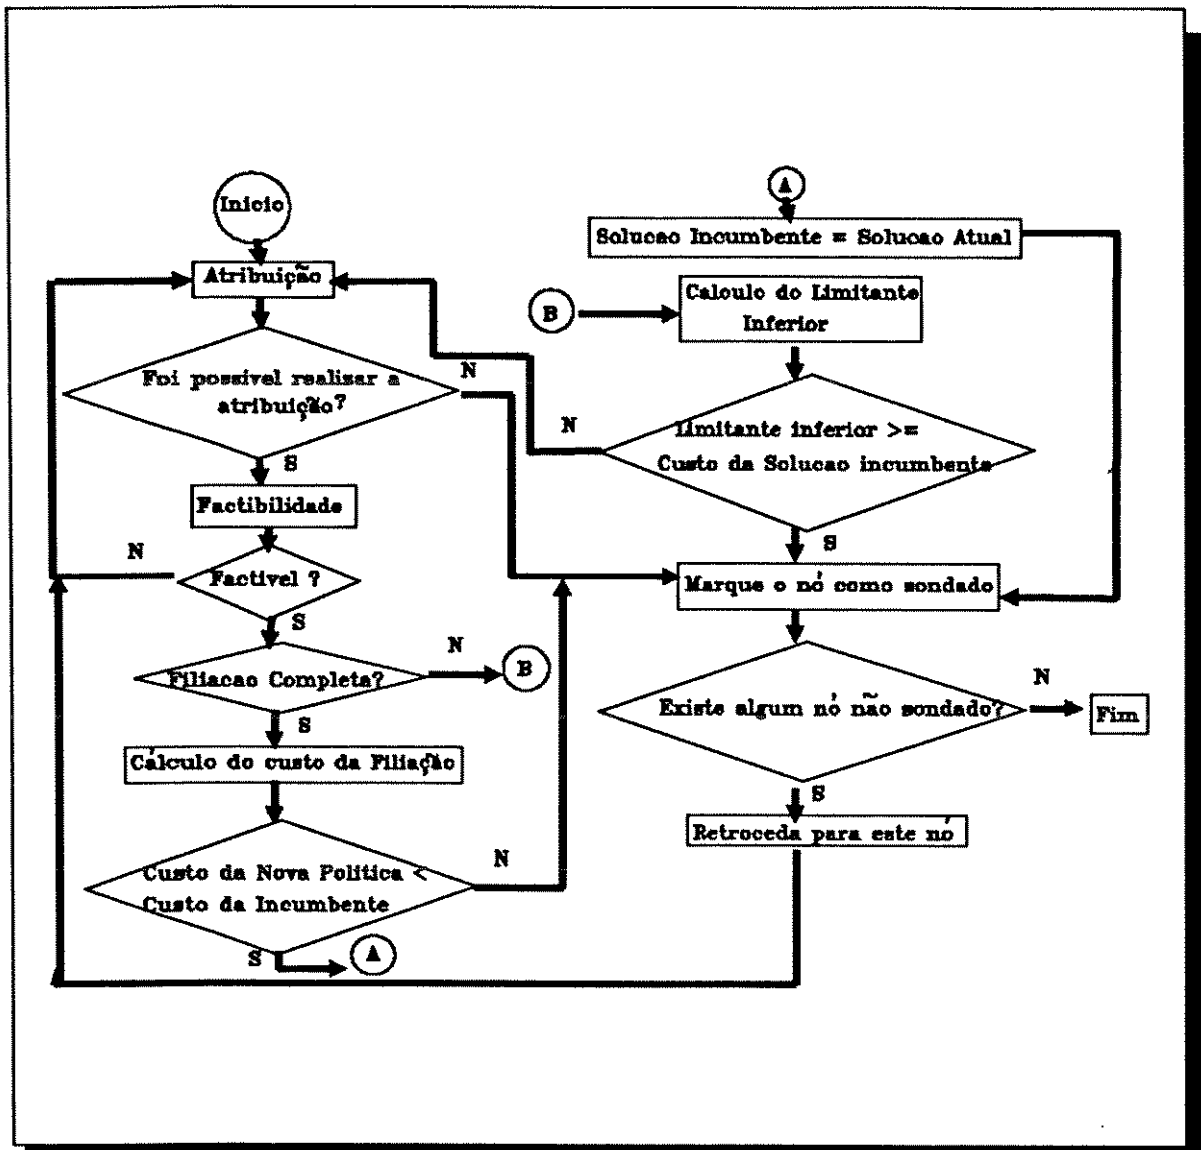 Inicio
Atribuição
Foi possivel realizar a
atribuição?
N
S
Factibilidade
N
Factivel ?
S
Filiacao Completa?
N
B
S
Cálculo do custo da Filiação
Custo da Nova Politica <
Custo da Incumbente
N
S
A
A
Solucao Incumbente = Solucao Atual
B
Calculo do Limitante
Inferior
N
Limitante inferior >=
Custo da Solucao incumbente
S
Marque o nó como sondado
Existe algum nó não sondado?
N
Fim
S
Retroceda para este nó